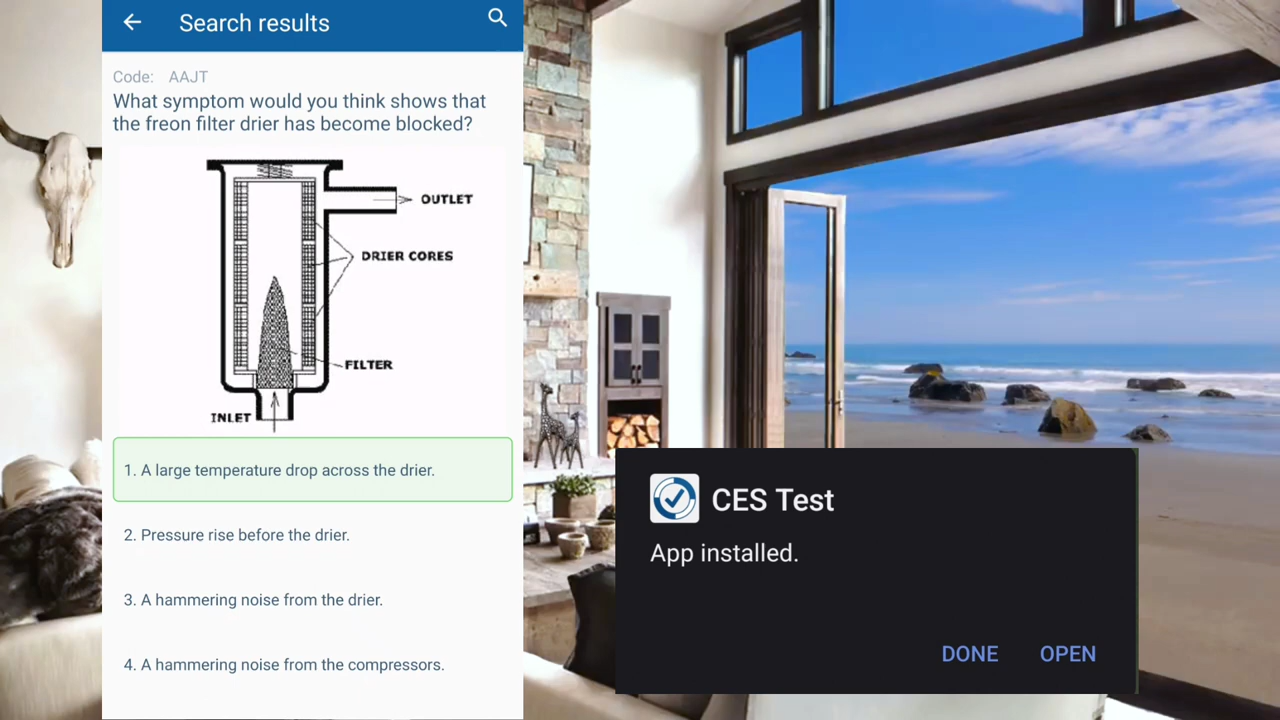 Search results
Code: AAJT
What symptom would you think shows that
the freon filter drier has become blocked?
OUTLET
DRIER CORES
FILTER
INLET
1. A large temperature drop across the drier.
2. Pressure rise before the drier.
3. A hammering noise from the drier.
4. A hammering noise from the compressors.
CES Test
App installed.
DONE OPEN